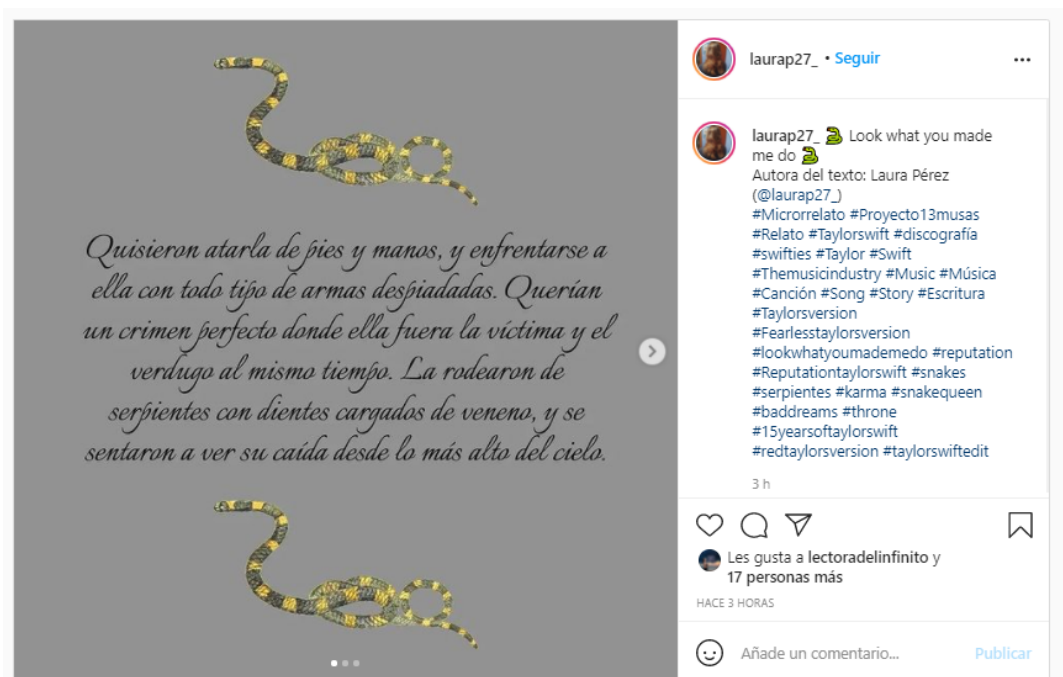 Quisieron atarla de pies y manos, y enfrentarse a
ella con todo tipo de armas despiadadas. Querían
un crimen perfecto donde ella fuera la víctima y el
verdugo al mismo tiempo. La rodearon de
serpientes con dientes cargados de veneno, y se
sentaron a ver su caída desde lo más alto del cielo.
laurap27_ • Seguir
laurap27_ 🐍 Look what you made
me do 🐍
Autora del texto: Laura Pérez
(@laurap27_)
#Microrrelato #Proyecto13musas
#Relato #Taylorswift #discografía
#swifties #Taylor #Swift
#Themusicindustry #Music #Música
#Canción #Song #Story #Escritura
#Taylorsversion
#Fearlesstaylorsversion
#lookwhatyoumademedo #reputation
#Reputationtaylorswift #snakes
#serpientes #karma #snakequeen
#baddreams #throne
#15yearsoftaylorswift
#redtaylorsversion #taylorswiftedit
3 h
Les gusta a lectoradelinfinito y
17 personas más
HACE 3 HORAS
Añade un comentario... Publicar